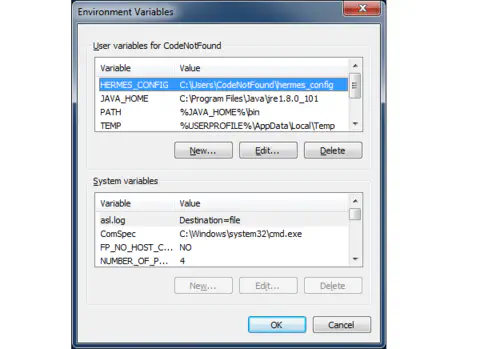 Environment Variables
User variables for CodeNotFound
Variable Value
HERMES_CONFIG C:\Users\CodeNotFound\hermes_config
JAVA_HOME C:\Program Files\Java\jre1.8.0_101
PATH %JAVA_HOME%\bin
TEMP %USERPROFILE%\AppData\Local\Temp
New... Edit... Delete
System variables
Variable Value
asl.log Destination=file
ComSpec C:\Windows\system32\cmd.exe
FP_NO_HOST_C... NO
NUMBER_OF_P... 4
New... Edit... Delete
OK Cancel